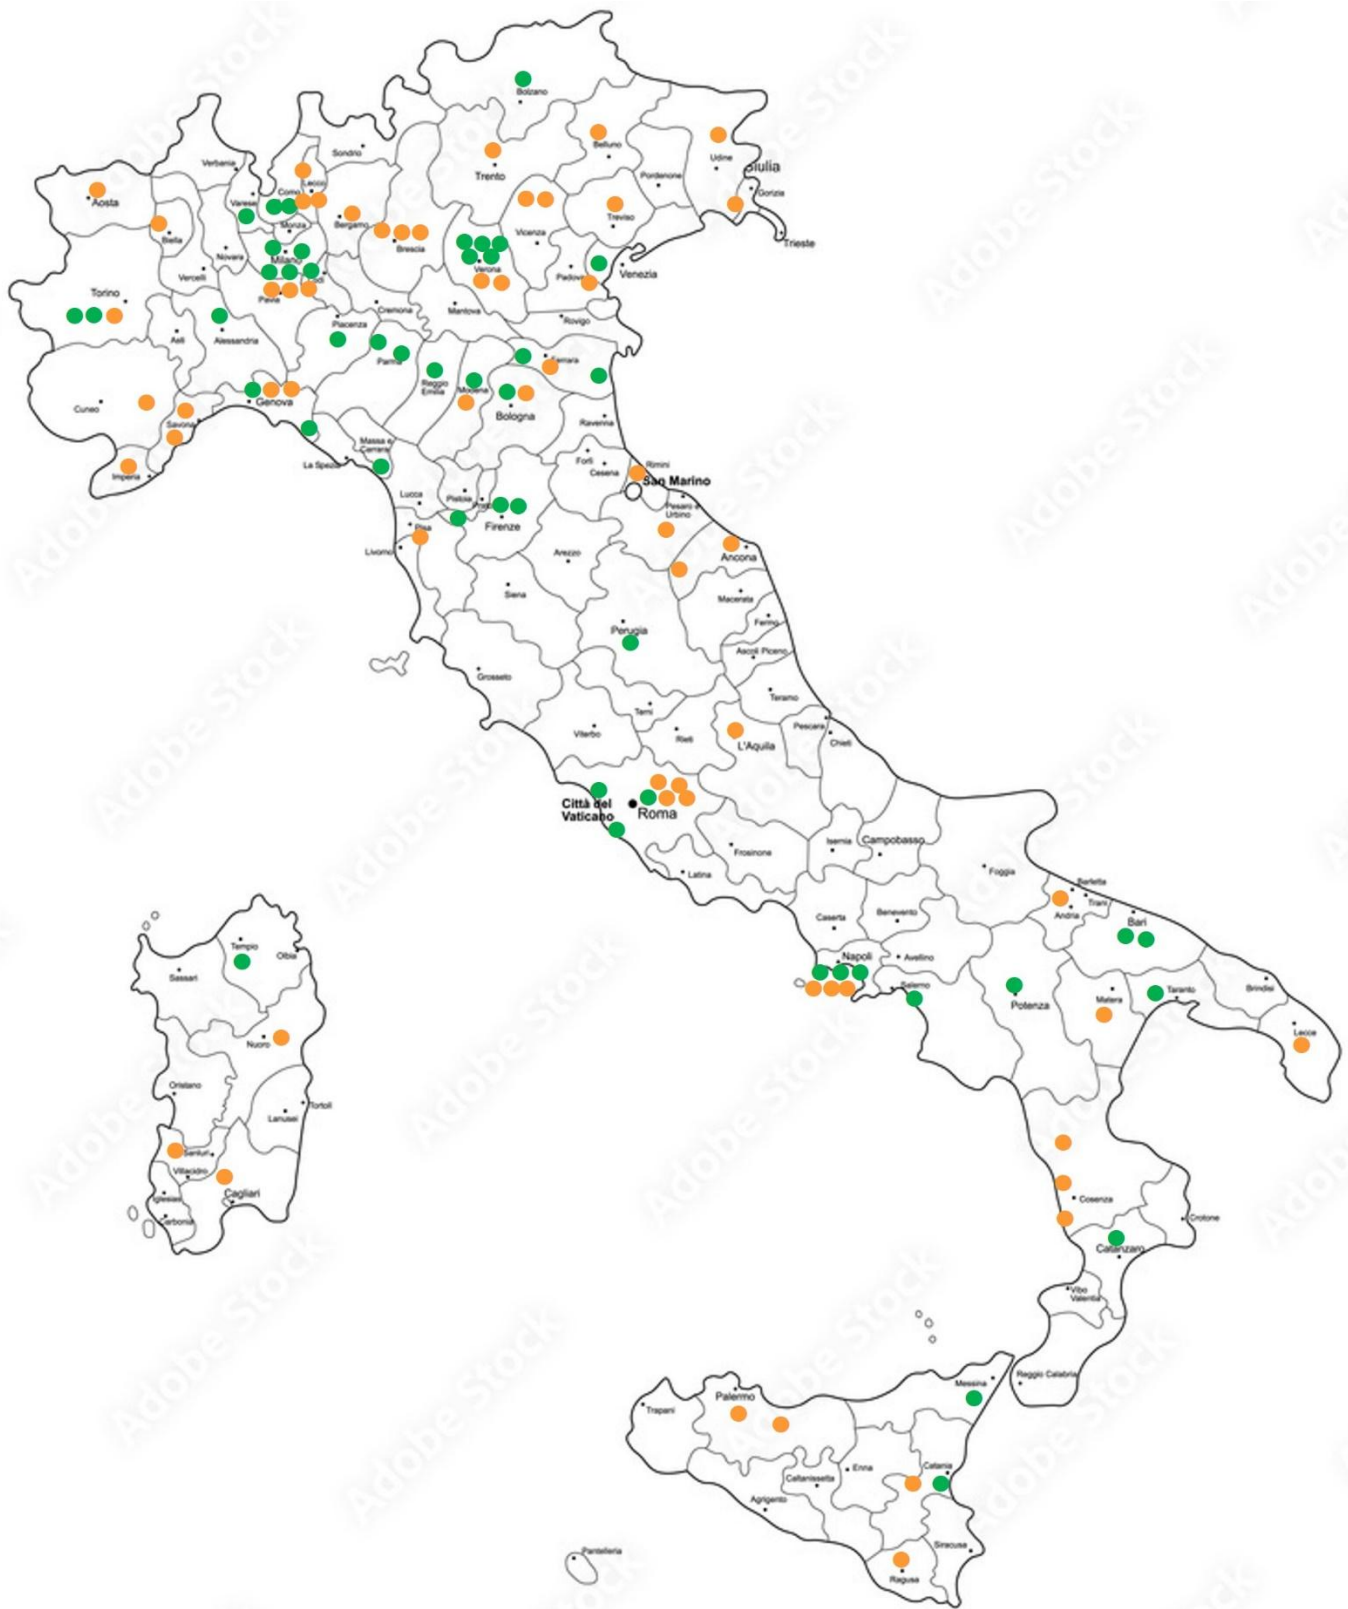 Bolzano
Belluno
Udine
Giulia
Gorizia
Trieste
Pordenone
Treviso
Trento
Sondrio
Verbania
Lecco
Como
Varese
Aosta
Biella
Bergamo
Monza
Brescia
Vicenza
Novara
Milano
Vercelli
Verona
Padova
Venezia
Torino
Pavia
Cremona
Mantova
Rovigo
Piacenza
Asti
Alessandria
Parma
Ferrara
Reggio
Emilia
Modena
Bologna
Cuneo
Genova
Savona
Ravenna
Massa e
Carrara
La Spezia
Imperia
Forlì
Cesena
Rimini
San Marino
Lucca
Pistoia
Prato
Pesaro e
Urbino
Firenze
Pisa
Livorno
Arezzo
Ancona
Siena
Macerata
Fermo
Perugia
Ascoli Piceno
Grosseto
Teramo
Terni
Viterbo
Rieti
L'Aquila
Pescara
Chieti
Città del
Vaticano
Roma
Frosinone
Isernia
Campobasso
Latina
Foggia
Barletta
Trani
Andria
Bari
Caserta
Benevento
Napoli
Avellino
Salerno
Potenza
Matera
Taranto
Brindisi
Lecce
Tempio
Olbia
Sassari
Nuoro
Oristano
Tortolì
Lanusei
Sanluri
Villacidro
Iglesias
Cagliari
Carbonia
Cosenza
Crotone
Catanzaro
Vibo
Valentia
Reggio Calabria
Messina
Palermo
Trapani
Catania
Enna
Caltanissetta
Agrigento
Siracusa
Ragusa
Pantelleria
Adobe Stock